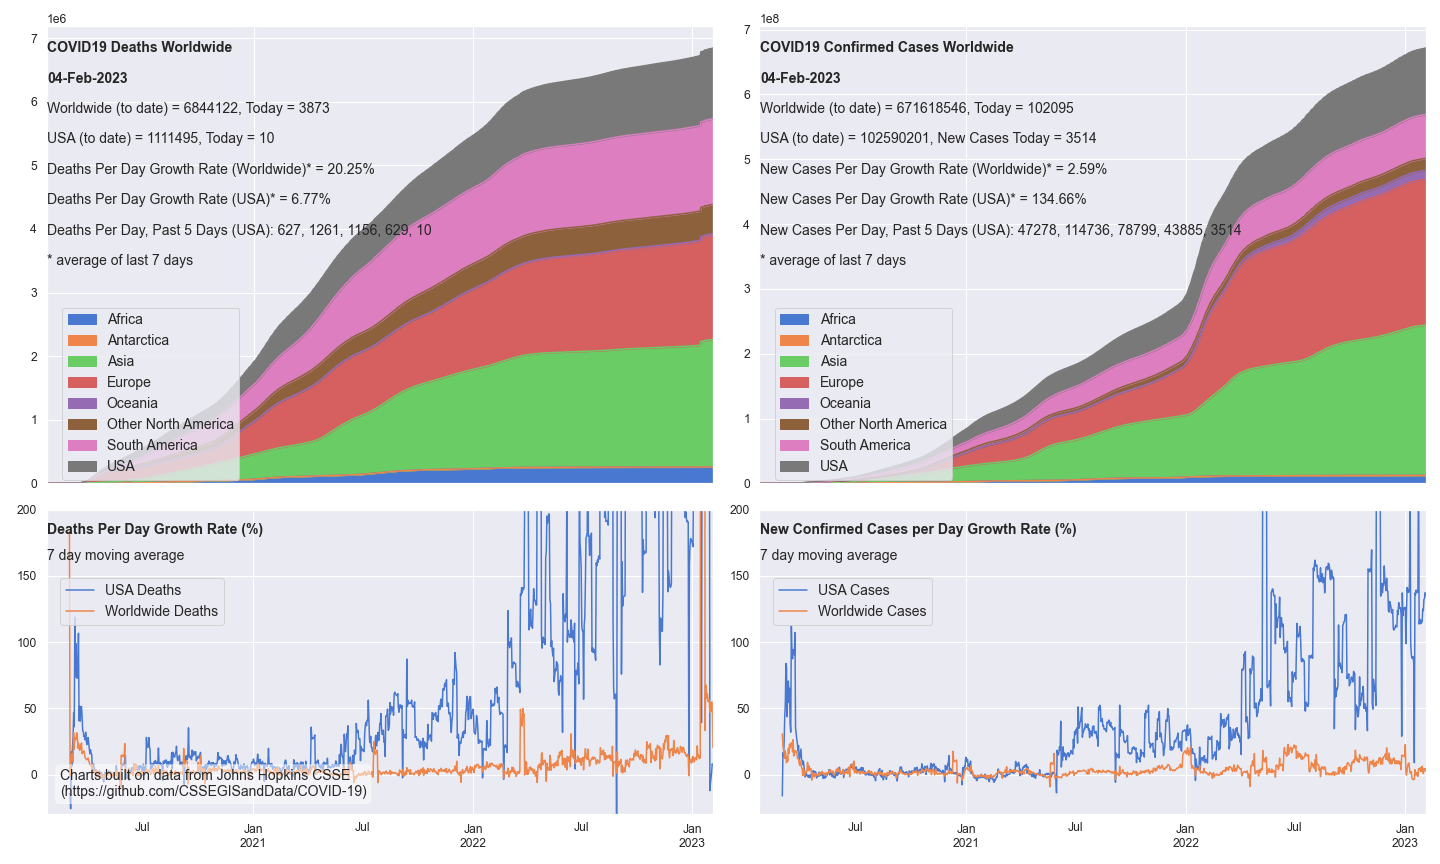 1e6
7
6
5
4
3
2
1
0
COVID19 Deaths Worldwide
04-Feb-2023
Worldwide (to date) = 6844122, Today = 3873
USA (to date) = 1111495, Today = 10
Deaths Per Day Growth Rate (Worldwide)* = 20.25%
Deaths Per Day Growth Rate (USA)* = 6.77%
Deaths Per Day, Past 5 Days (USA): 627, 1261, 1156, 629, 10
* average of last 7 days
Africa
Antarctica
Asia
Europe
Oceania
Other North America
South America
USA
1e8
7
6
5
4
3
2
1
0
COVID19 Confirmed Cases Worldwide
04-Feb-2023
Worldwide (to date) = 671618546, Today = 102095
USA (to date) = 102590201, New Cases Today = 3514
New Cases Per Day Growth Rate (Worldwide)* = 2.59%
New Cases Per Day Growth Rate (USA)* = 134.66%
New Cases Per Day, Past 5 Days (USA): 47278, 114736, 78799, 43885, 3514
* average of last 7 days
Africa
Antarctica
Asia
Europe
Oceania
Other North America
South America
USA
200
150
100
50
0
Deaths Per Day Growth Rate (%)
7 day moving average
USA Deaths
Worldwide Deaths
Charts built on data from Johns Hopkins CSSE
(https://github.com/CSSEGISandData/COVID-19)
Jul
Jan
2021
Jul
Jan
2022
Jul
Jan
2023
200
150
100
50
0
New Confirmed Cases per Day Growth Rate (%)
7 day moving average
USA Cases
Worldwide Cases
Jul
Jan
2021
Jul
Jan
2022
Jul
Jan
2023